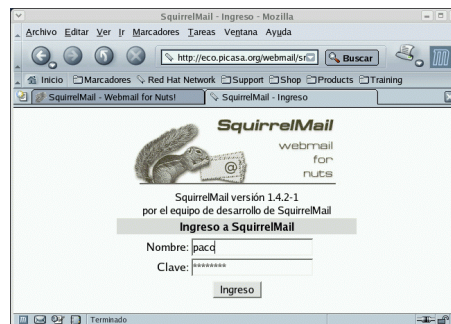 SquirrelMail - Ingreso - Mozilla
Archivo Editar Ver Ir Marcadores Tareas Ventana Ayuda
http://eco.picasa.org/webmail/sr Buscar
Inicio Marcadores Red Hat Network Support Shop Products Training
SquirrelMail - Webmail for Nuts! SquirrelMail - Ingreso
SquirrelMail
webmail
for
nuts
@
SquirrelMail versión 1.4.2-1
por el equipo de desarrollo de SquirrelMail
Ingreso a SquirrelMail
Nombre: paco
Clave: ********
Ingreso
Terminado